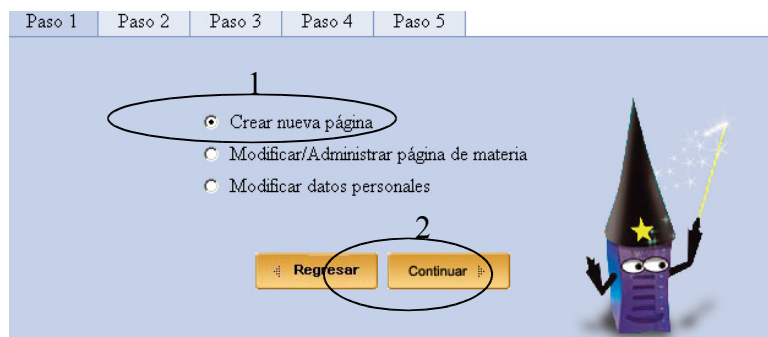 Paso 1 Paso 2 Paso 3 Paso 4 Paso 5
1
Crear nueva página
Modificar/Administrar página de materia
Modificar datos personales
2
Regresar Continuar